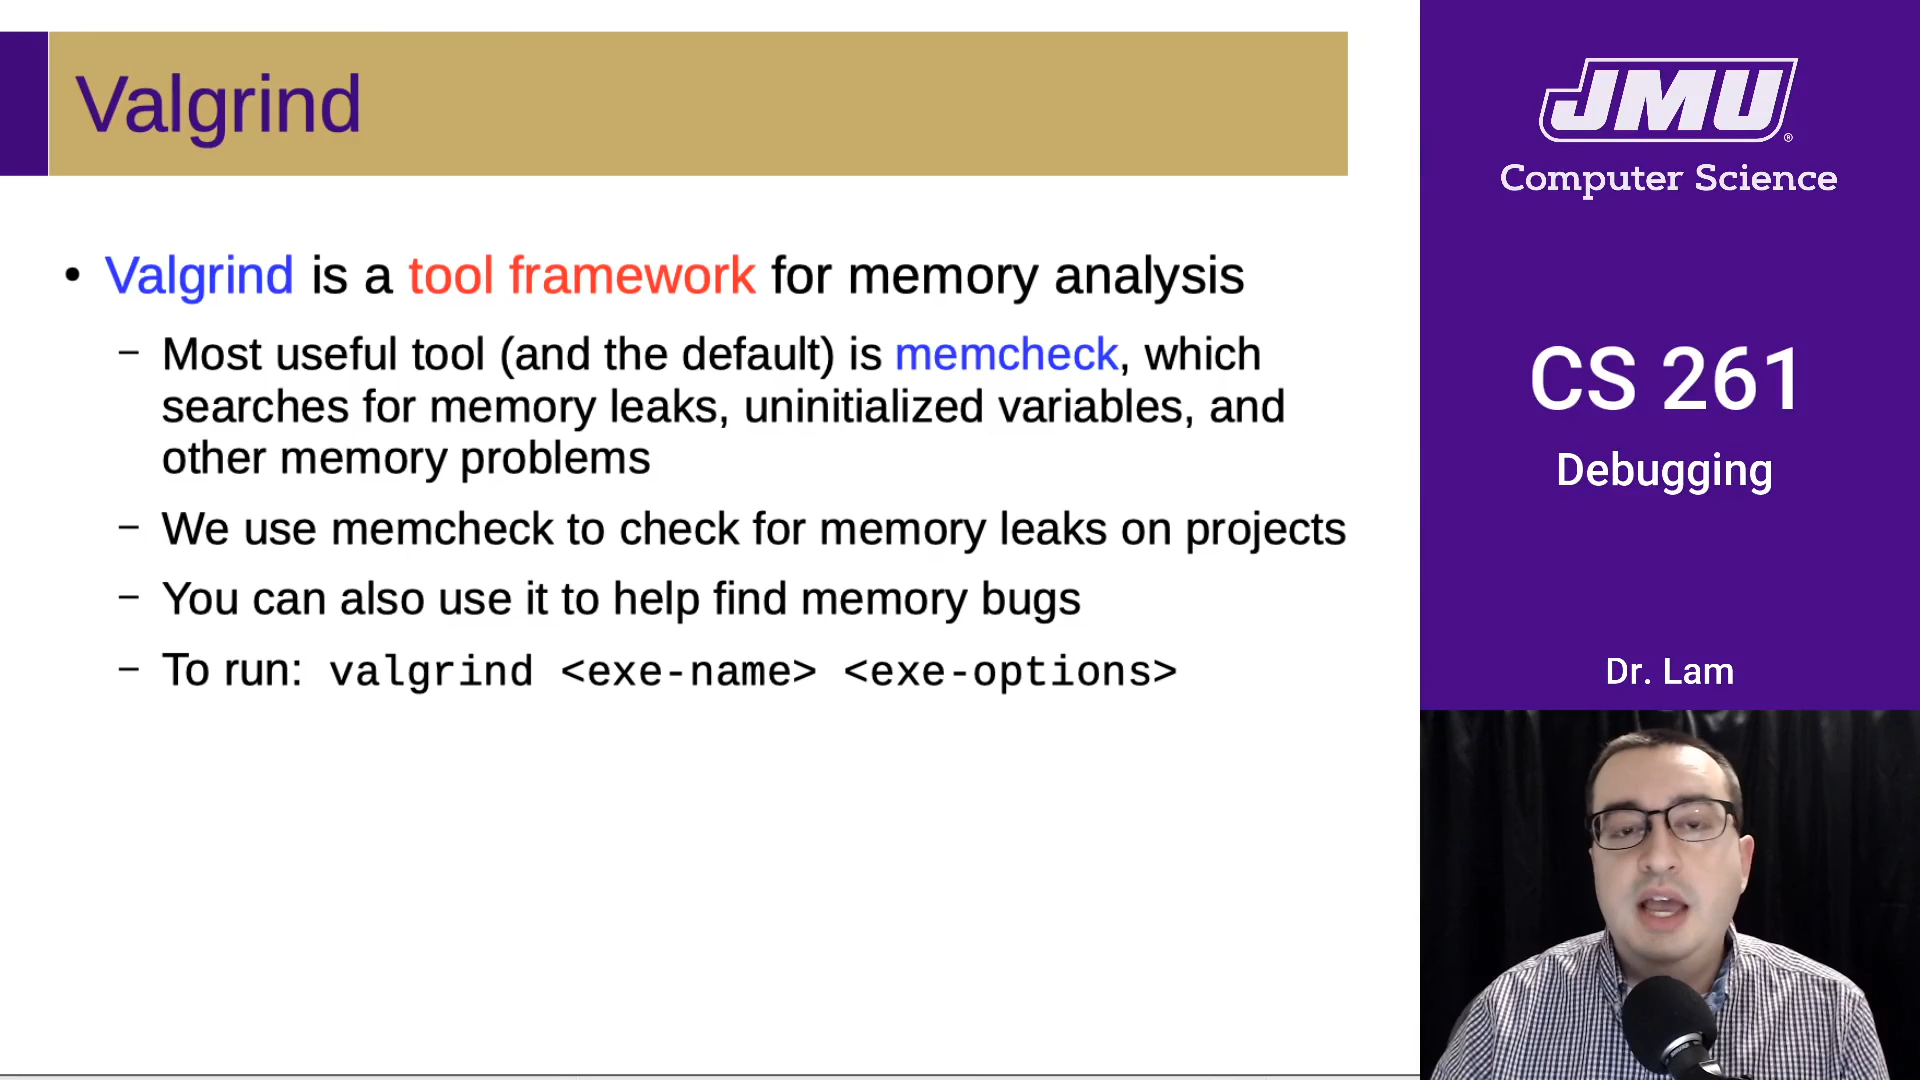 Valgrind
• Valgrind is a tool framework for memory analysis
– Most useful tool (and the default) is memcheck, which
searches for memory leaks, uninitialized variables, and
other memory problems
– We use memcheck to check for memory leaks on projects
– You can also use it to help find memory bugs
– To run: valgrind <exe-name> <exe-options>
JMU®
Computer Science
CS 261
Debugging
Dr. Lam